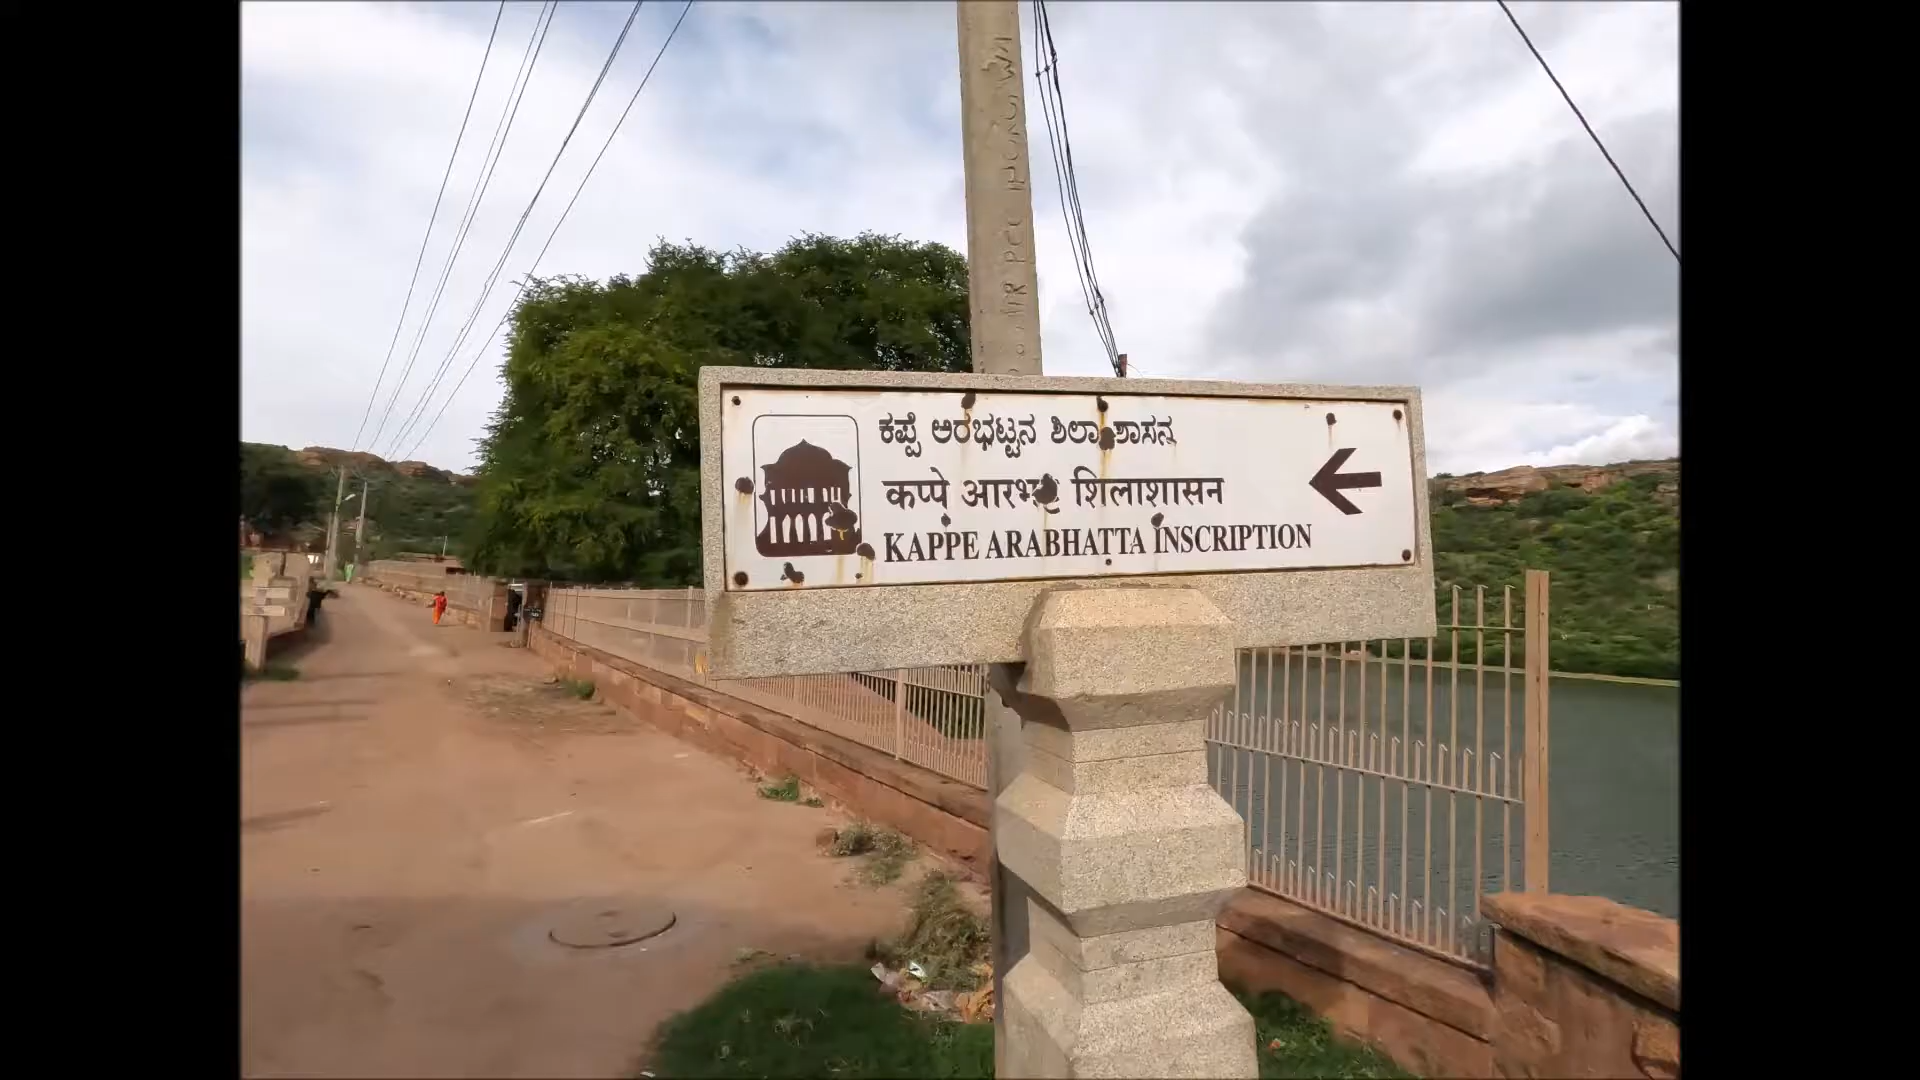 ಕಪ್ಪೆ ಅರಭಟ್ಟನ ಶಿಲಾ ಶಾಸನ
कप्पे शिलाशासन
KAPPE ARABHATTA INSCRIPTION